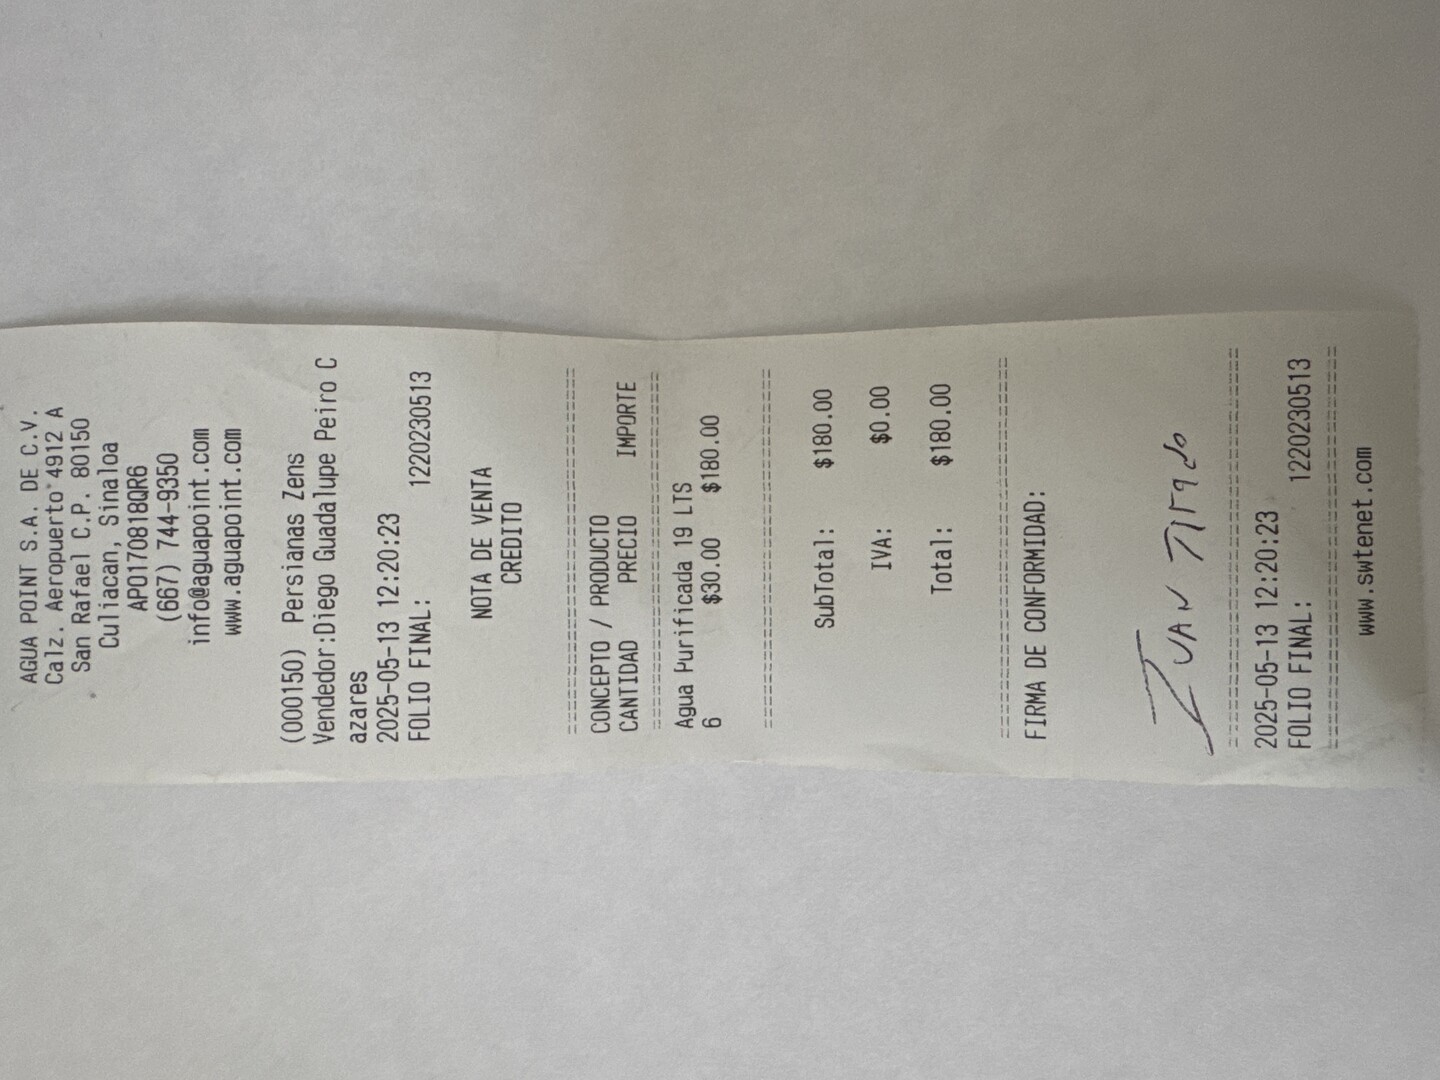 AGUA POINT S.A. DE C.V.
Calz. Aeropuerto 4912 A
San Rafael C.P. 80150
Culiacan, Sinaloa
APO170818QR6
(667) 744-9350
info@aguapoint.com
www.aguapoint.com
(000150) Persianas Zens
Vendedor:Diego Guadalupe Peiro C
azares
2025-05-13 12:20:23
FOLIO FINAL: 1220230513
NOTA DE VENTA
CREDITO
================================
CONCEPTO / PRODUCTO
CANTIDAD PRECIO IMPORTE
================================
Agua Purificada 19 LTS
6 $30.00 $180.00
================================
SubTotal: $180.00
IVA: $0.00
Total: $180.00
================================
FIRMA DE CONFORMIDAD:
IVAN TIRADO
================================
2025-05-13 12:20:23
FOLIO FINAL: 1220230513
================================
www.swtenet.com